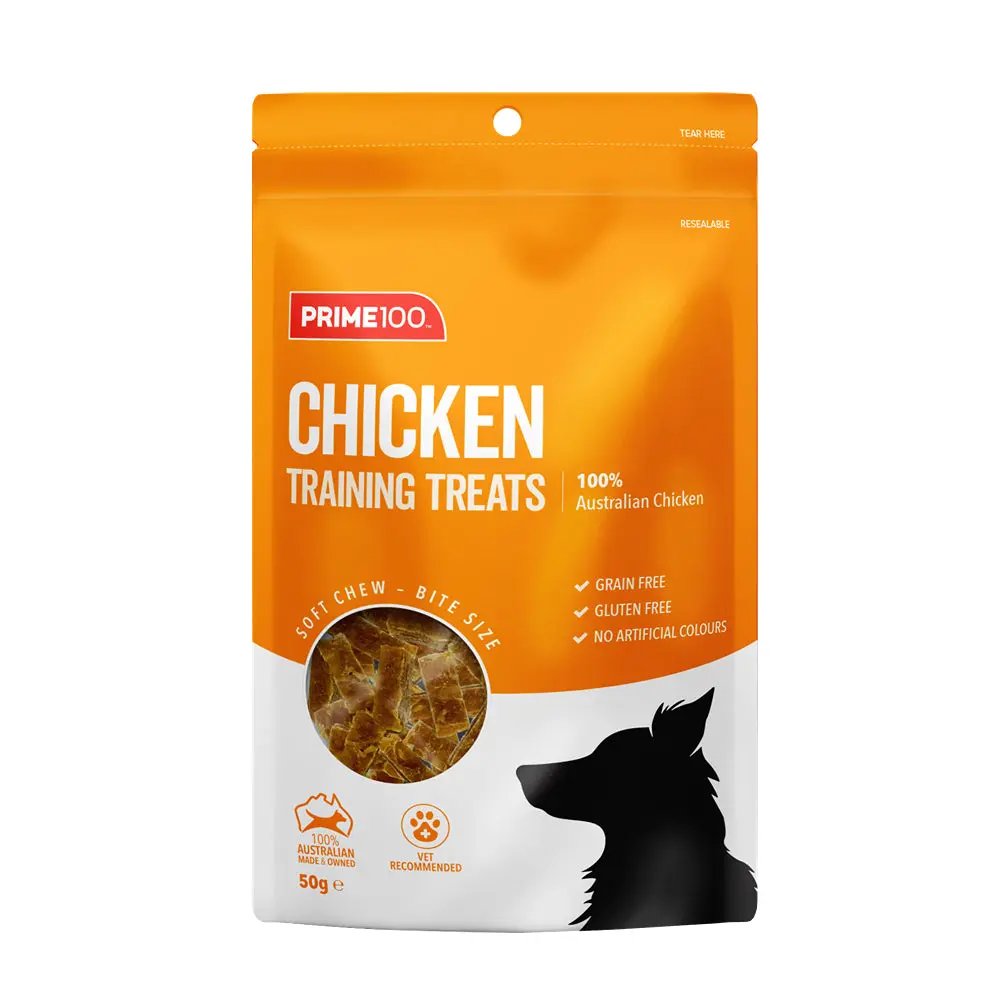 TEAR HERE
RESEALABLE
PRIME100™
CHICKEN
TRAINING TREATS
100%
Australian Chicken
GRAIN FREE
GLUTEN FREE
NO ARTIFICIAL COLOURS
SOFT CHEW - BITE SIZE
100%
AUSTRALIAN
MADE & OWNED
VET
RECOMMENDED
50g ℮